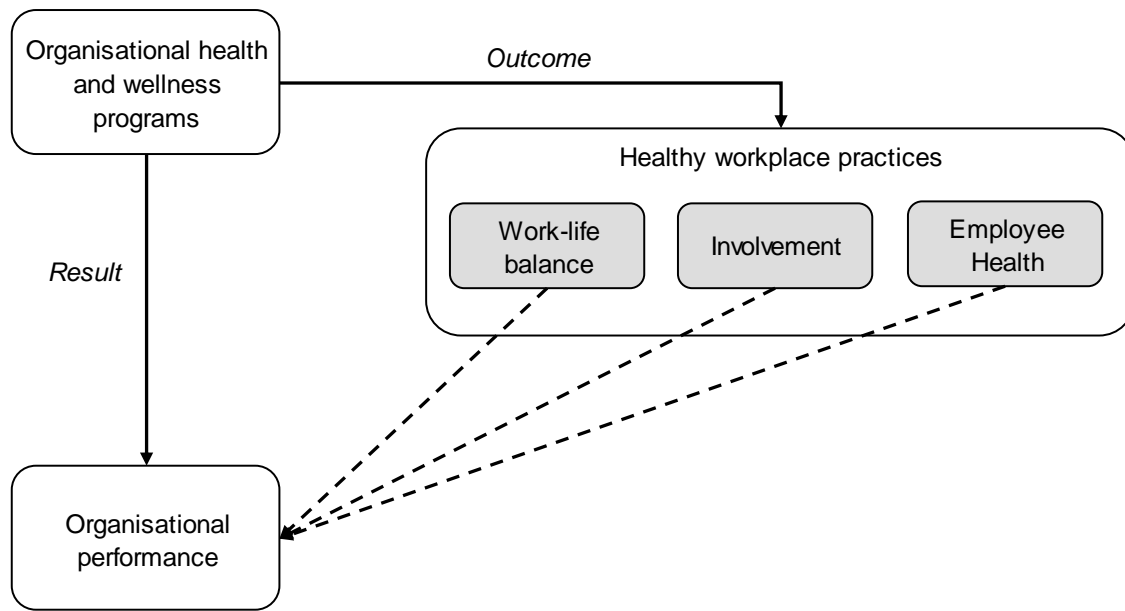 Organisational health
and wellness
programs
Outcome
Healthy workplace practices
Work-life
balance
Involvement
Employee
Health
Result
Organisational
performance